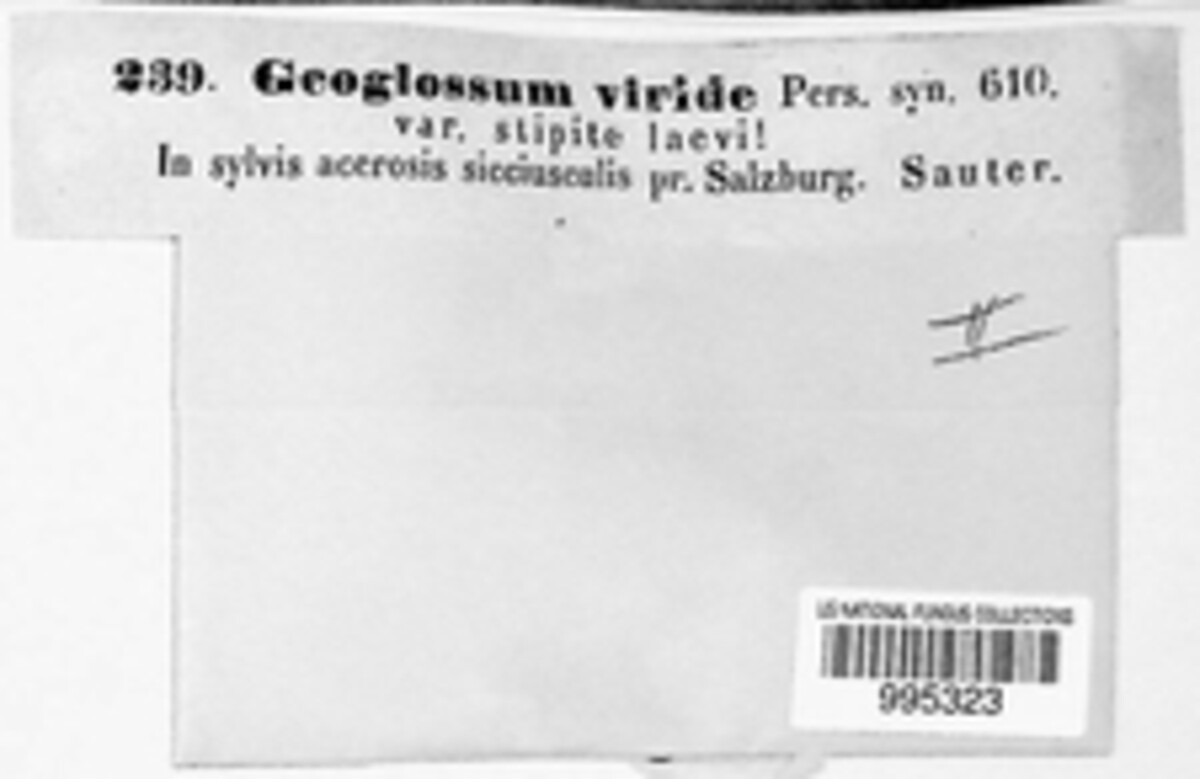 239. Geoglossum viride Pers. syn. 610.
var. stipite laevi!
In sylvis acerosis sicciusculis pr. Salzburg. Sauter.
US NATIONAL FUNGUS COLLECTIONS
995323